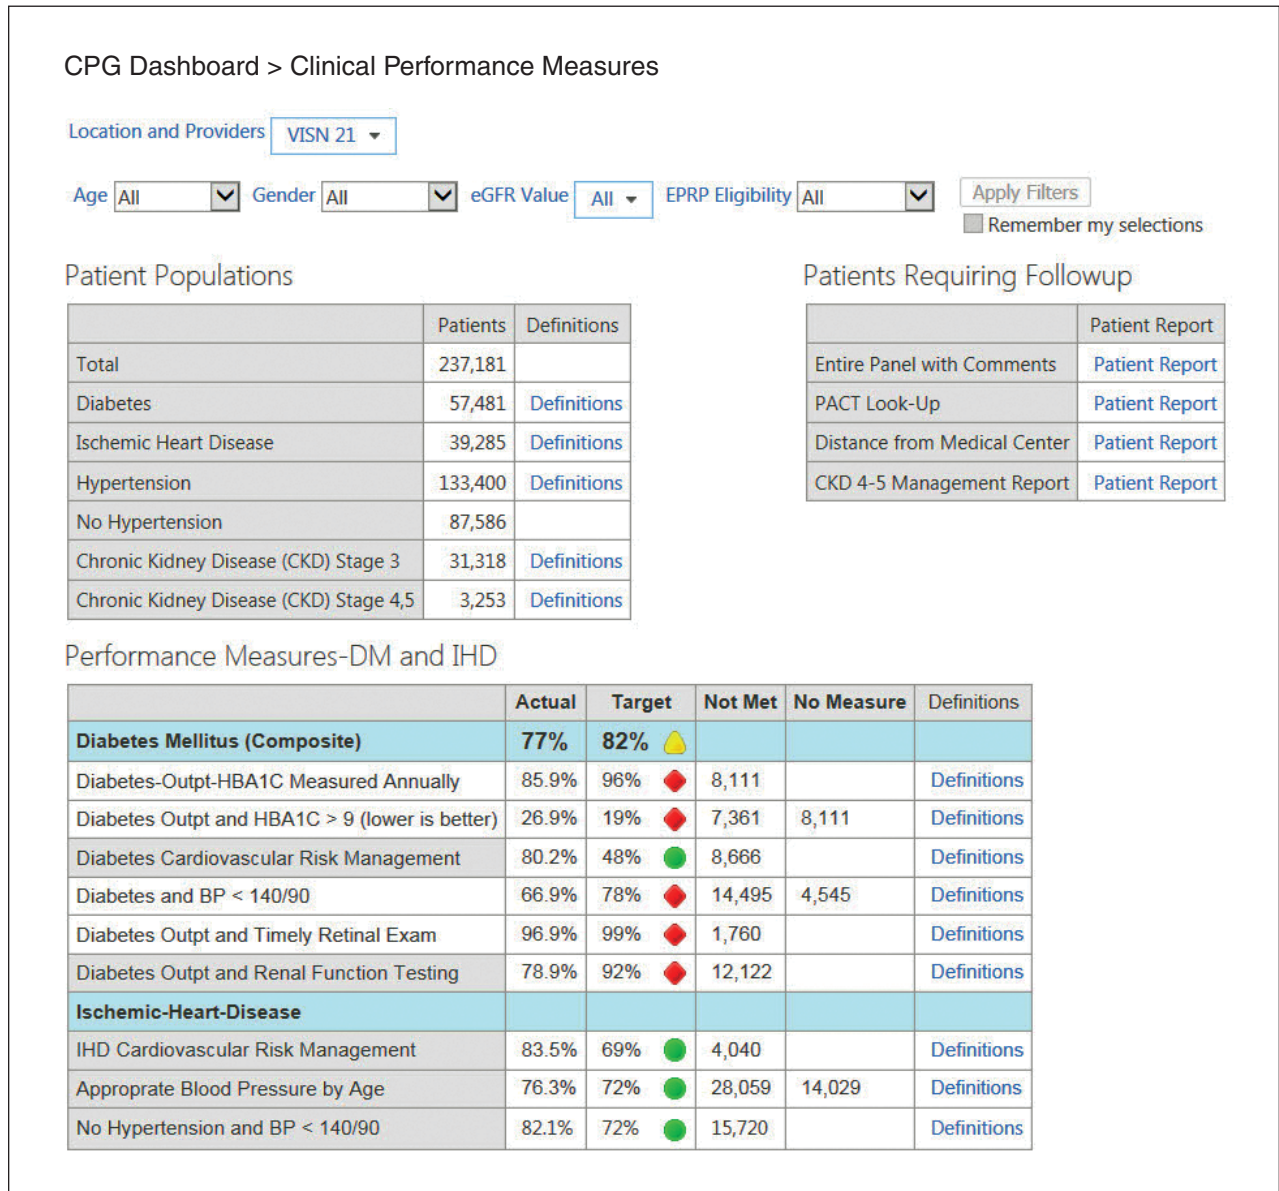 CPG Dashboard > Clinical Performance Measures
Location and Providers VISN 21
Age All Gender All eGFR Value All EPRP Eligibility All Apply Filters
Remember my selections
Patient Populations
Patients Definitions
Total 237,181
Diabetes 57,481 Definitions
Ischemic Heart Disease 39,285 Definitions
Hypertension 133,400 Definitions
No Hypertension 87,586
Chronic Kidney Disease (CKD) Stage 3 31,318 Definitions
Chronic Kidney Disease (CKD) Stage 4,5 3,253 Definitions
Patients Requiring Followup
Patient Report
Entire Panel with Comments Patient Report
PACT Look-Up Patient Report
Distance from Medical Center Patient Report
CKD 4-5 Management Report Patient Report
Performance Measures-DM and IHD
Actual Target Not Met No Measure Definitions
Diabetes Mellitus (Composite) 77% 82%
Diabetes-Outpt-HBA1C Measured Annually 85.9% 96% 8,111 Definitions
Diabetes Outpt and HBA1C > 9 (lower is better) 26.9% 19% 7,361 8,111 Definitions
Diabetes Cardiovascular Risk Management 80.2% 48% 8,666 Definitions
Diabetes and BP < 140/90 66.9% 78% 14,495 4,545 Definitions
Diabetes Outpt and Timely Retinal Exam 96.9% 99% 1,760 Definitions
Diabetes Outpt and Renal Function Testing 78.9% 92% 12,122 Definitions
Ischemic-Heart-Disease
IHD Cardiovascular Risk Management 83.5% 69% 4,040 Definitions
Approprate Blood Pressure by Age 76.3% 72% 28,059 14,029 Definitions
No Hypertension and BP < 140/90 82.1% 72% 15,720 Definitions